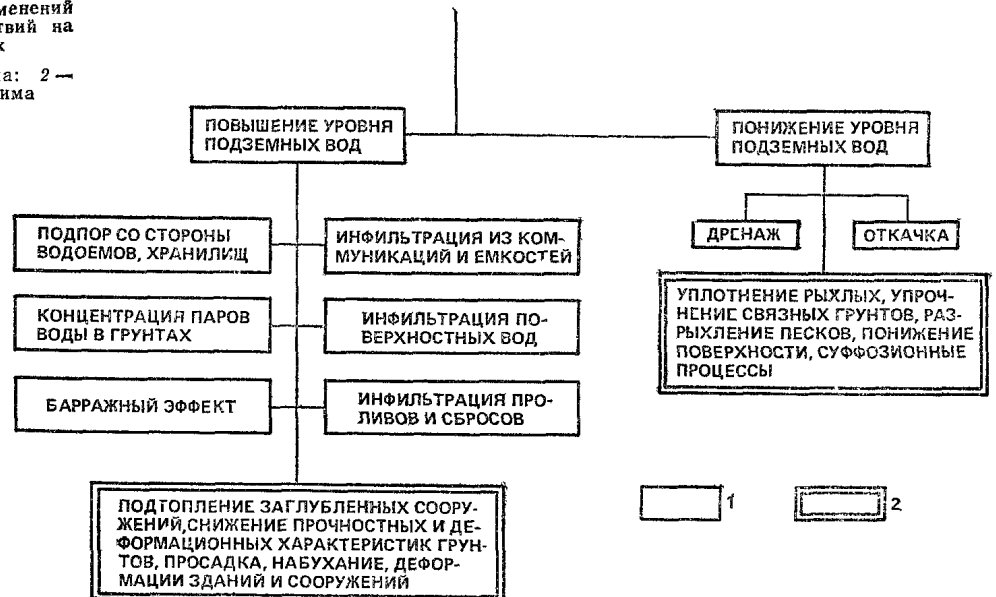 менений
твий на
к
а: 2 —
има
ПОВЫШЕНИЕ УРОВНЯ
ПОДЗЕМНЫХ ВОД
ПОНИЖЕНИЕ УРОВНЯ
ПОДЗЕМНЫХ ВОД
ПОДПОР СО СТОРОНЫ
ВОДОЕМОВ, ХРАНИЛИЩ
ИНФИЛЬТРАЦИЯ ИЗ КОМ-
МУНИКАЦИЙ И ЕМКОСТЕЙ
ДРЕНАЖ
ОТКАЧКА
КОНЦЕНТРАЦИЯ ПАРОВ
ВОДЫ В ГРУНТАХ
ИНФИЛЬТРАЦИЯ ПО-
ВЕРХНОСТНЫХ ВОД
УПЛОТНЕНИЕ РЫХЛЫХ, УПРОЧ-
НЕНИЕ СВЯЗНЫХ ГРУНТОВ, РАЗ-
РЫХЛЕНИЕ ПЕСКОВ, ПОНИЖЕНИЕ
ПОВЕРХНОСТИ, СУФФОЗИОННЫЕ
ПРОЦЕССЫ
БАРРАЖНЫЙ ЭФФЕКТ
ИНФИЛЬТРАЦИЯ ПРО-
ЛИВОВ И СБРОСОВ
ПОДТОПЛЕНИЕ ЗАГЛУБЛЕННЫХ СООРУ-
ЖЕНИЙ,СНИЖЕНИЕ ПРОЧНОСТНЫХ И ДЕ-
ФОРМАЦИОННЫХ ХАРАКТЕРИСТИК ГРУН-
ТОВ, ПРОСАДКА, НАБУХАНИЕ, ДЕФОР-
МАЦИИ ЗДАНИЙ И СООРУЖЕНИЙ
1
2